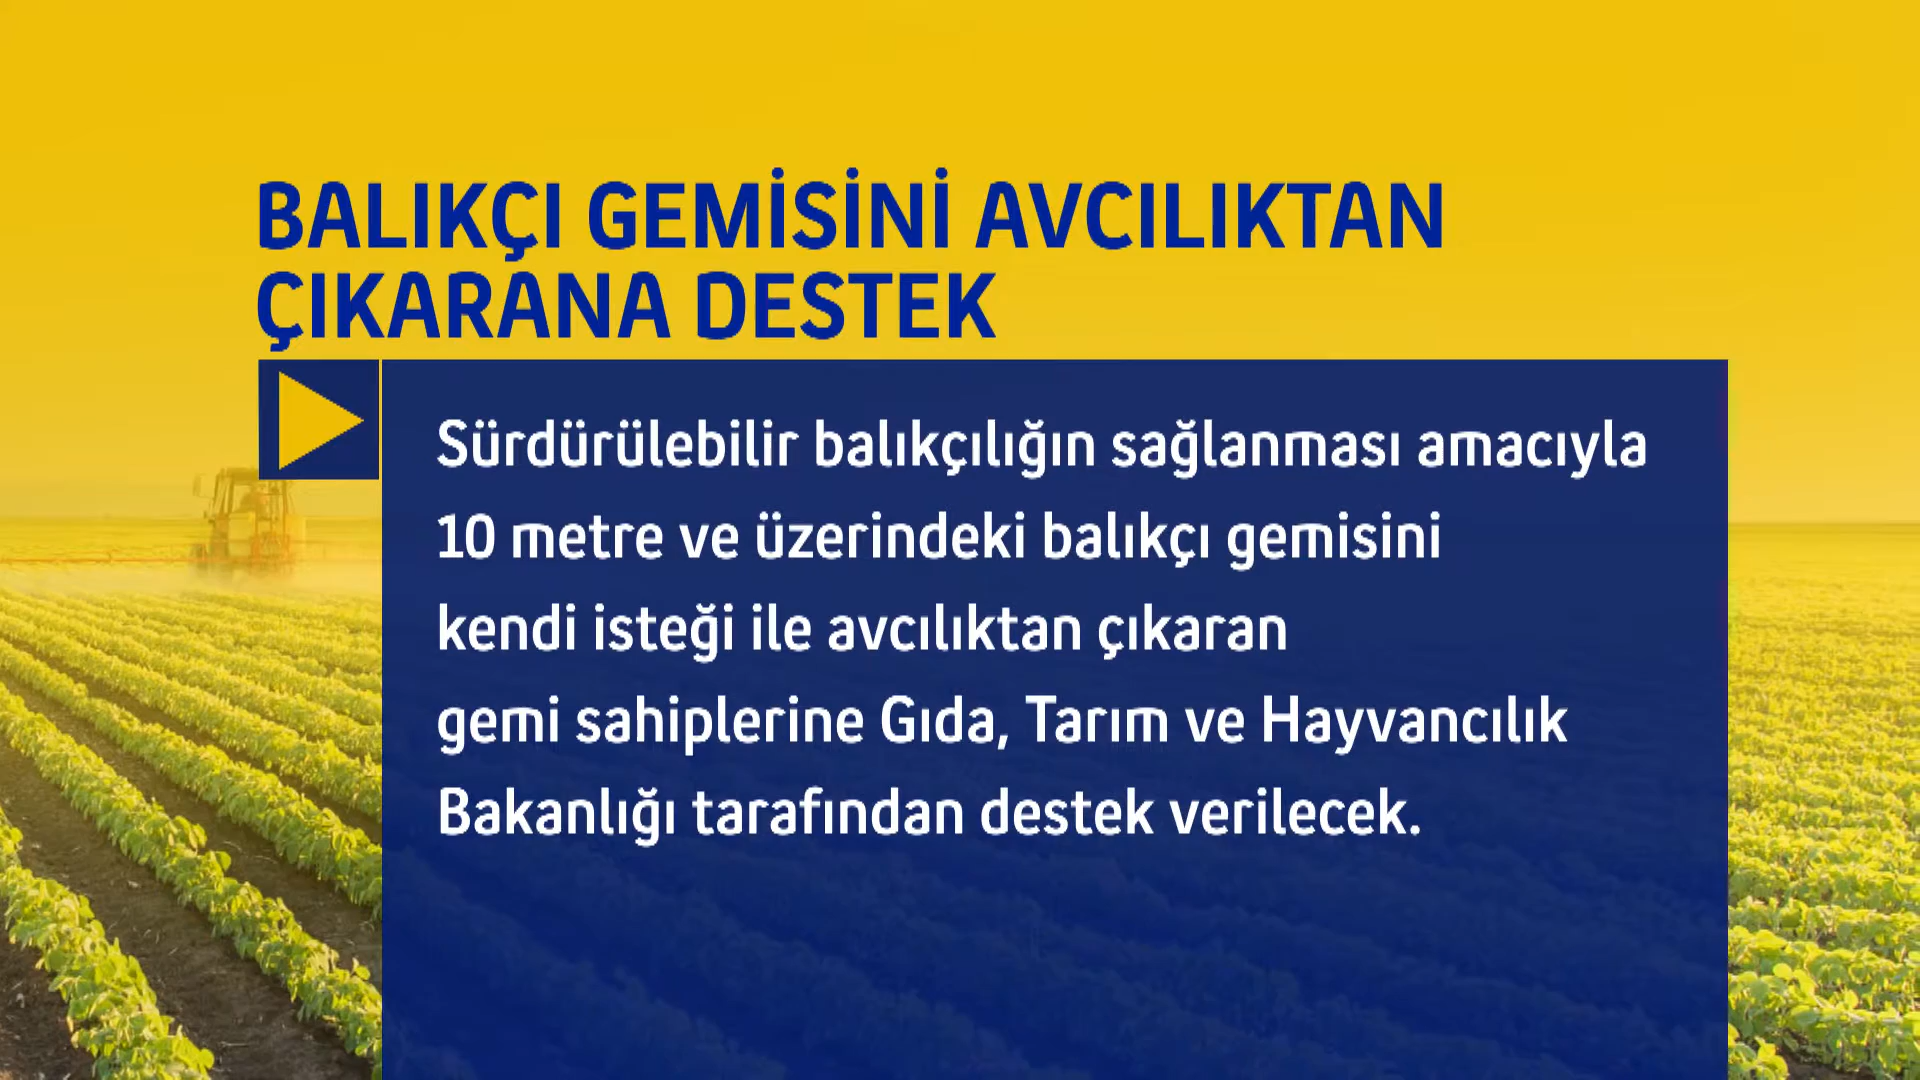 BALIKÇI GEMİSİNİ AVCILIKTAN
ÇIKARANA DESTEK
Sürdürülebilir balıkçılığın sağlanması amacıyla
10 metre ve üzerindeki balıkçı gemisini
kendi isteği ile avcılıktan çıkaran
gemi sahiplerine Gıda, Tarım ve Hayvancılık
Bakanlığı tarafından destek verilecek.